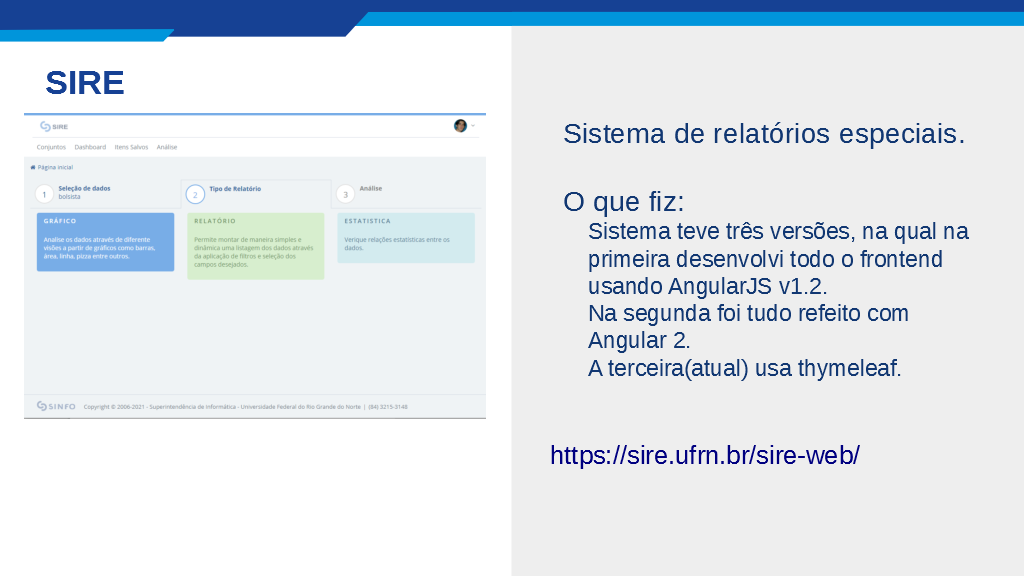 SIRE
SIRE
Conjuntos Dashboard Itens Salvos Análise
Página inicial
1 Seleção de dados
bolsista
2 Tipo de Relatório
3 Análise
GRÁFICO
Analise os dados através de diferente
visões a partir de gráficos como barras,
área, linha, pizza entre outros.
RELATÓRIO
Permite montar de maneira simples e
dinâmica uma listagem dos dados através
da aplicação de filtros e seleção dos
campos desejados.
ESTATISTICA
Verique relações estatísticas entre os
dados.
SINFO Copyright © 2006-2021 - Superintendência de Informática - Universidade Federal do Rio Grande do Norte | (84) 3215-3148
Sistema de relatórios especiais.
O que fiz:
Sistema teve três versões, na qual na
primeira desenvolvi todo o frontend
usando AngularJS v1.2.
Na segunda foi tudo refeito com
Angular 2.
A terceira(atual) usa thymeleaf.
https://sire.ufrn.br/sire-web/